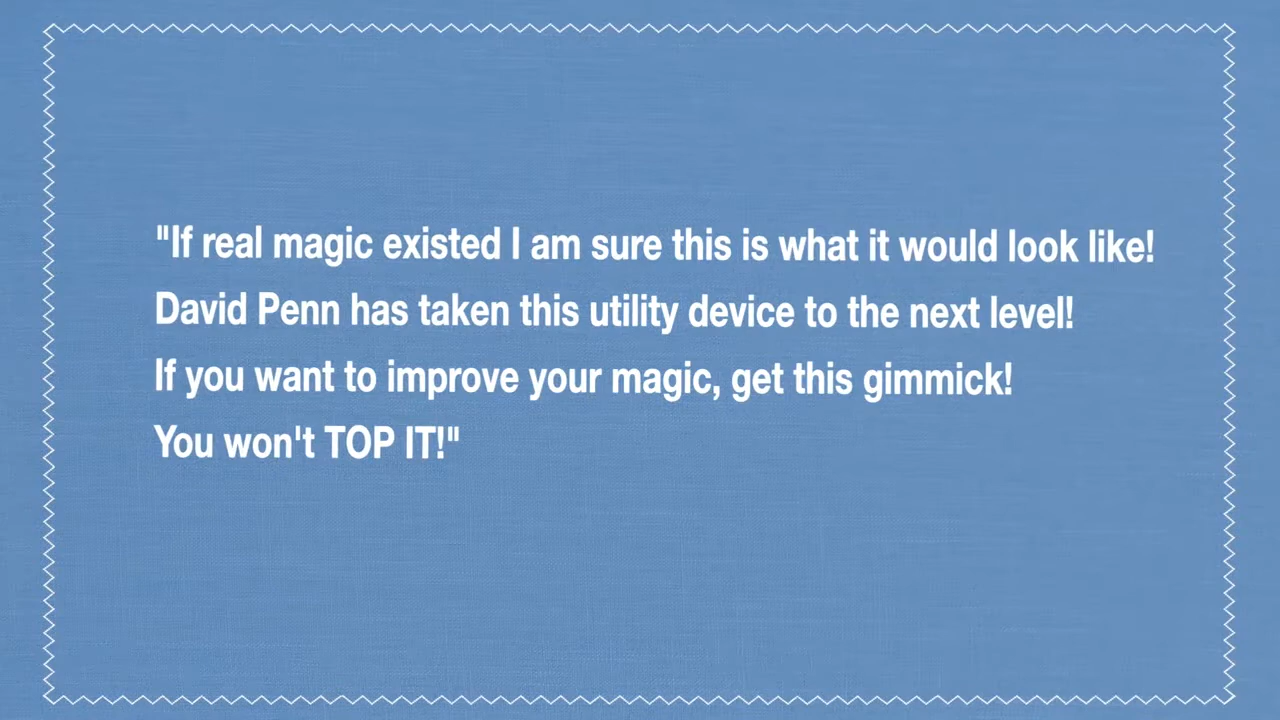 "If real magic existed I am sure this is what it would look like!
David Penn has taken this utility device to the next level!
If you want to improve your magic, get this gimmick!
You won't TOP IT!"